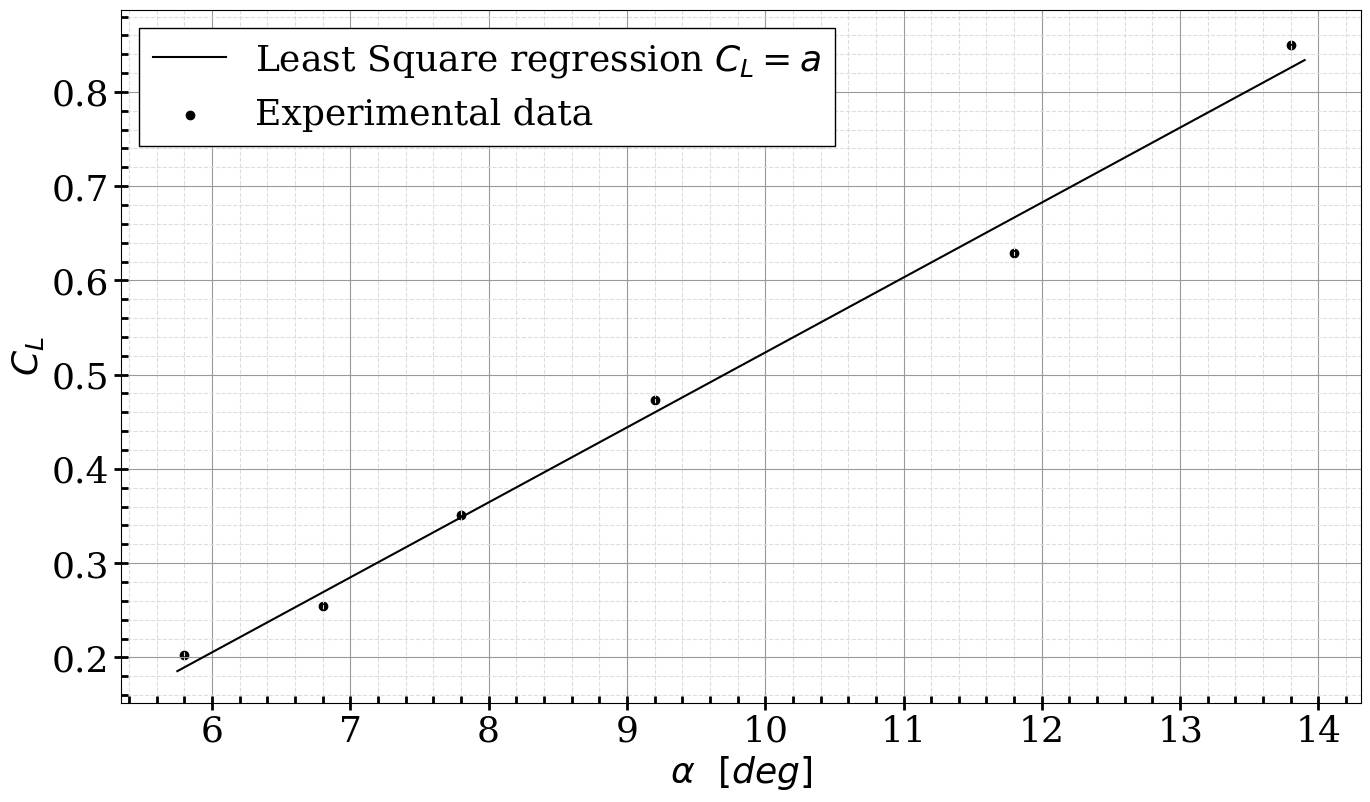 Least Square regression C_L = a
Experimental data
0.8
0.7
0.6
0.5
0.4
0.3
0.2
C_L
6 7 8 9 10 11 12 13 14
α [deg]